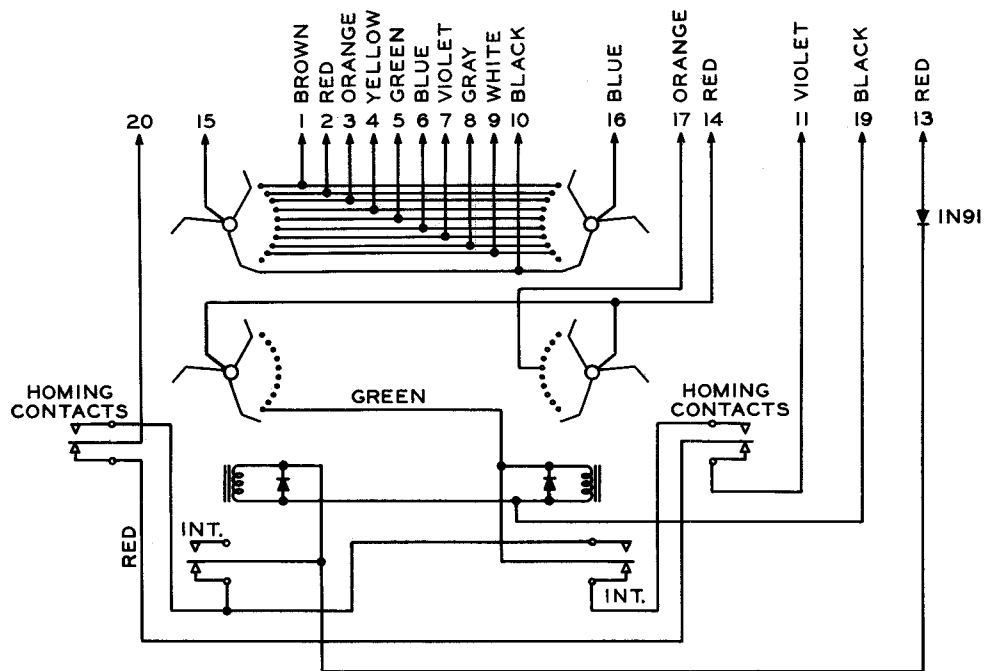 BROWN
RED
ORANGE
YELLOW
GREEN
BLUE
VIOLET
GRAY
WHITE
BLACK
BLUE
ORANGE
RED
VIOLET
BLACK
RED
20 15 1 2 3 4 5 6 7 8 9 10 16 17 14 11 19 13
IN91
HOMING
CONTACTS
GREEN
HOMING
CONTACTS
RED
INT.
INT.